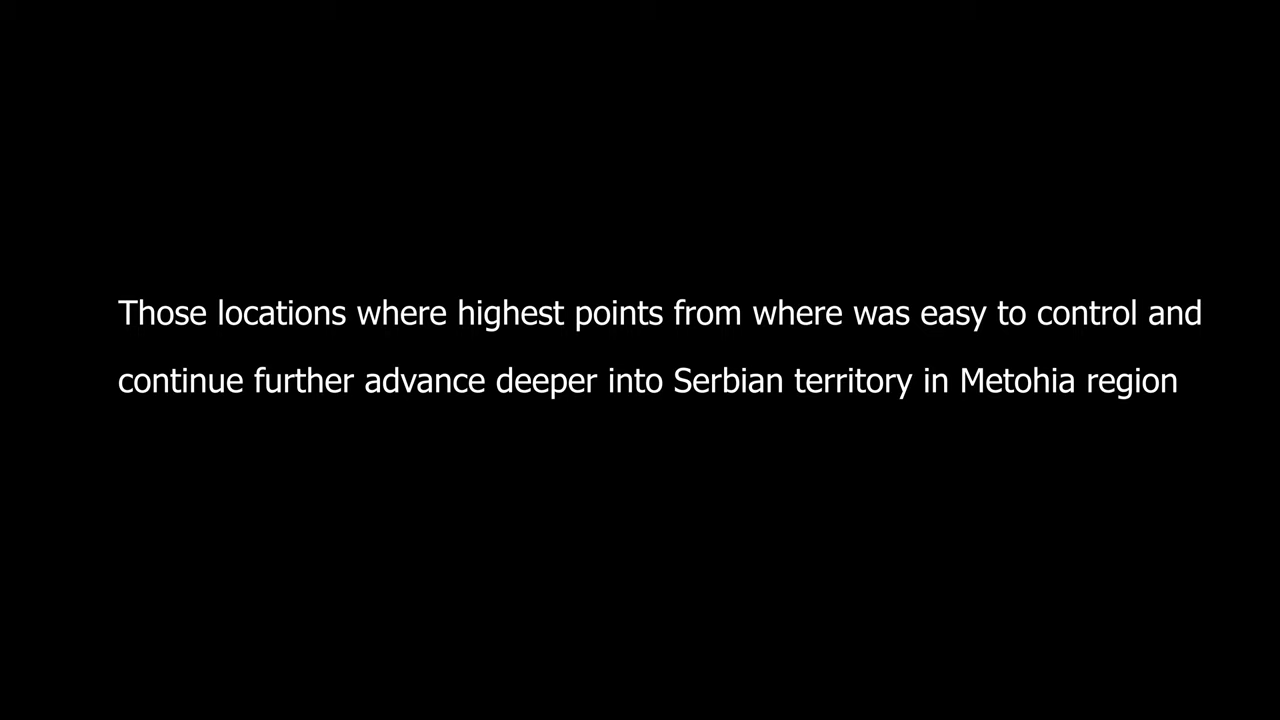 Those locations where highest points from where was easy to control and
continue further advance deeper into Serbian territory in Metohia region